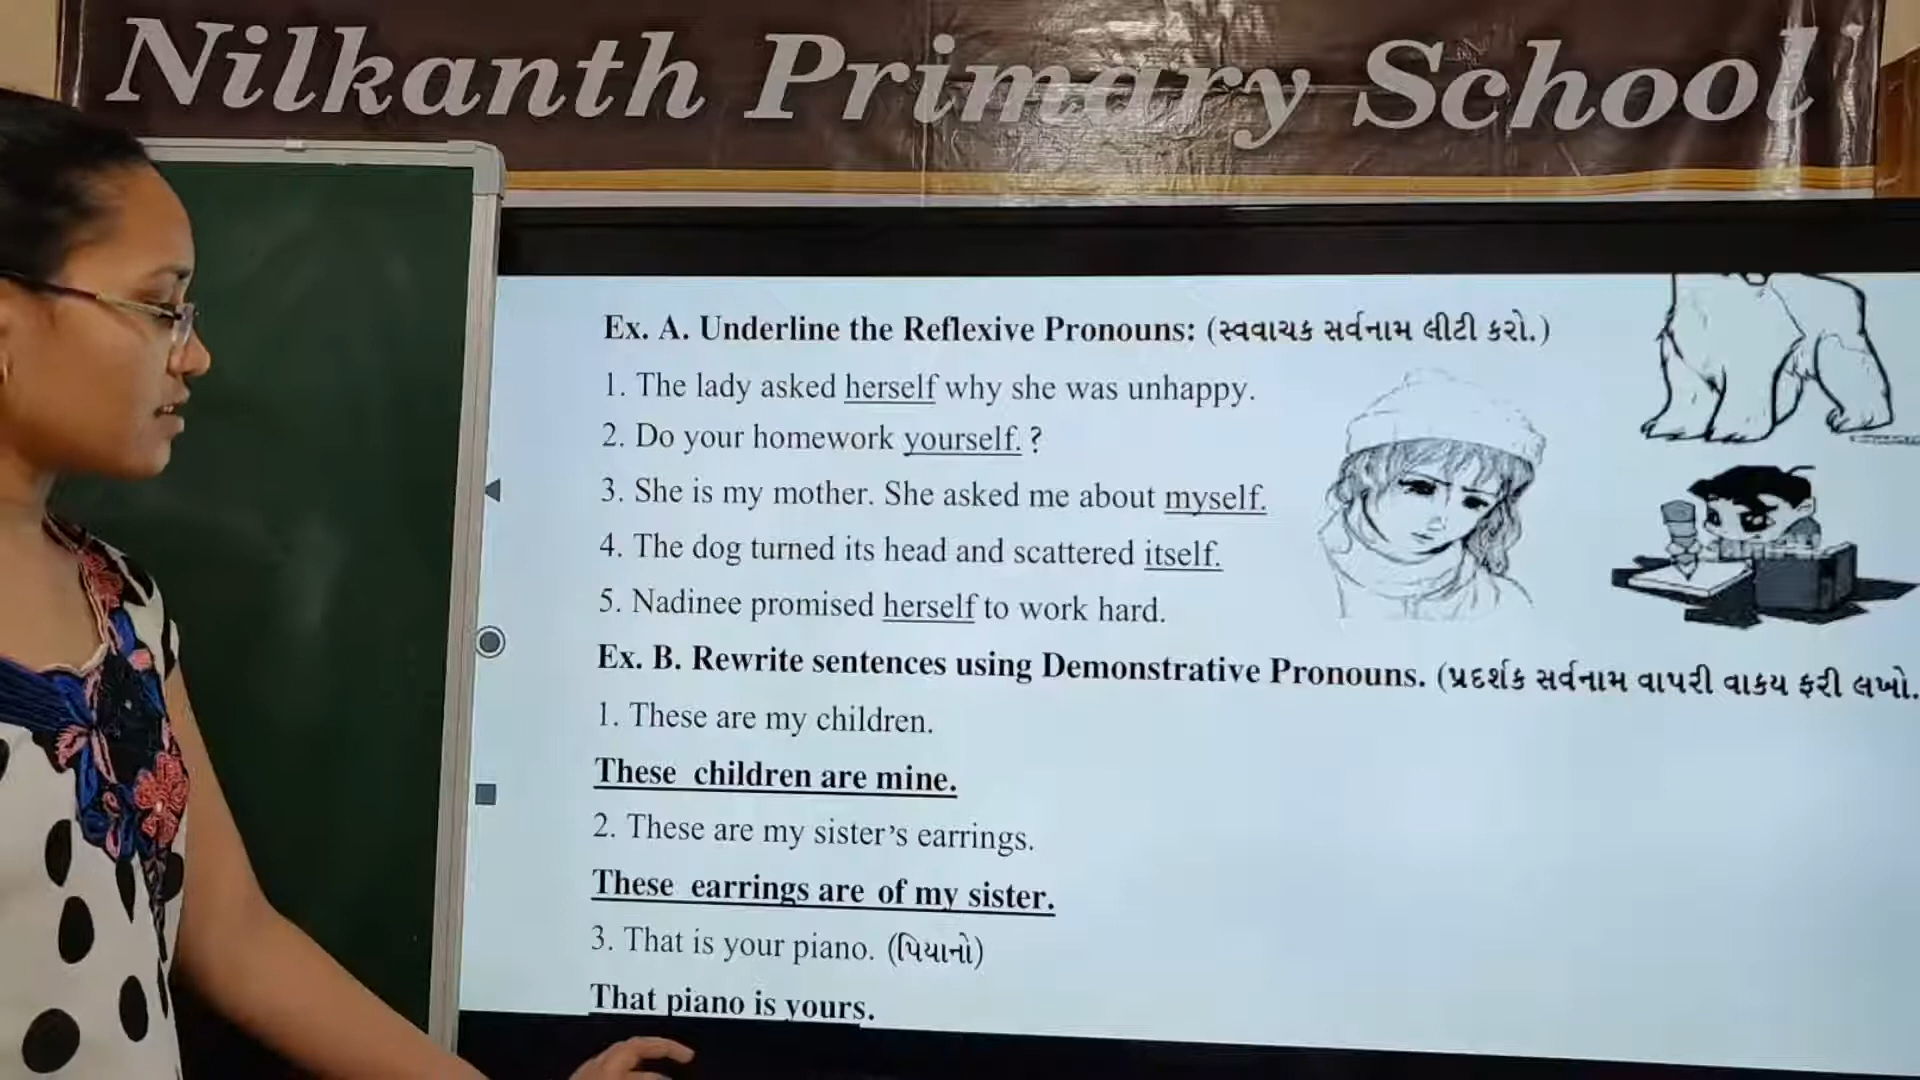 Nilkanth Primary School
Ex. A. Underline the Reflexive Pronouns: (સ્વવાચક સર્વનામ લીટી કરો.)
1. The lady asked herself why she was unhappy.
2. Do your homework yourself. ?
3. She is my mother. She asked me about myself.
4. The dog turned its head and scattered itself.
5. Nadinee promised herself to work hard.
Ex. B. Rewrite sentences using Demonstrative Pronouns. (પ્રદર્શક સર્વનામ વાપરી વાક્ય ફરી લખો.
1. These are my children.
These children are mine.
2. These are my sister’s earrings.
These earrings are of my sister.
3. That is your piano. (પિયાનો)
That piano is yours.